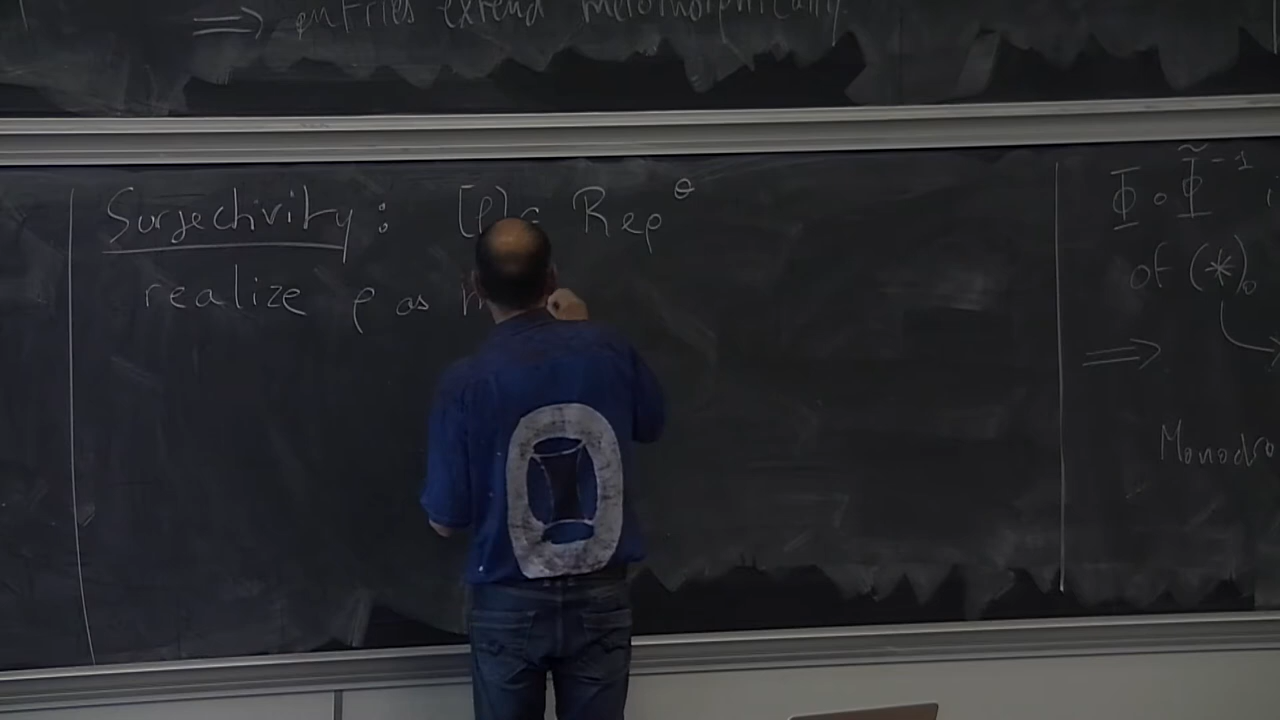 ⟹ entries extend meromorphically
Surjectivity: [ρ] ∈ Rep^θ
realize ρ as
Φ∘Φ̃^{-1}
of (*)₀
⟹
Monodro